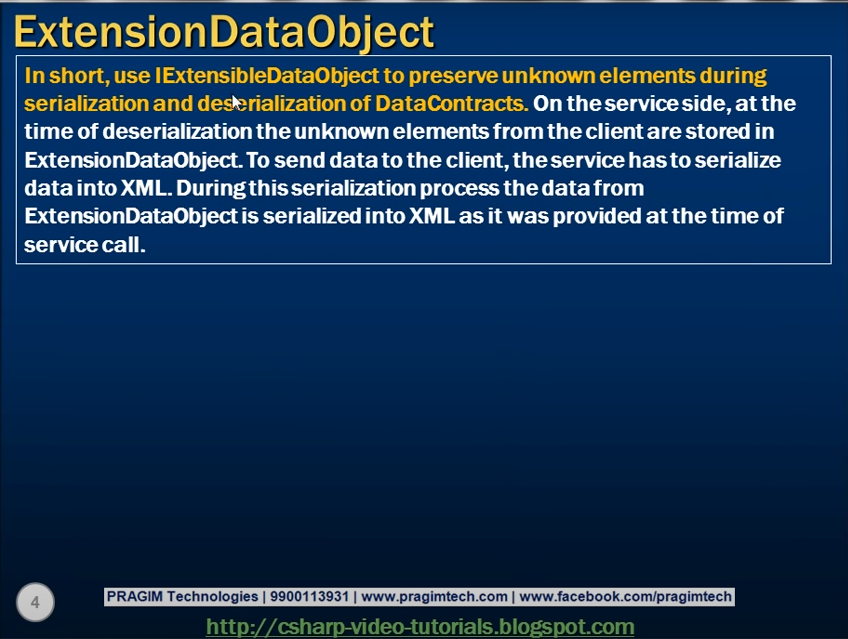 ExtensionDataObject
In short, use IExtensibleDataObject to preserve unknown elements during
serialization and deserialization of DataContracts. On the service side, at the
time of deserialization the unknown elements from the client are stored in
ExtensionDataObject. To send data to the client, the service has to serialize
data into XML. During this serialization process the data from
ExtensionDataObject is serialized into XML as it was provided at the time of
service call.
4
PRAGIM Technologies | 9900113931 | www.pragimtech.com | www.facebook.com/pragimtech
http://csharp-video-tutorials.blogspot.com